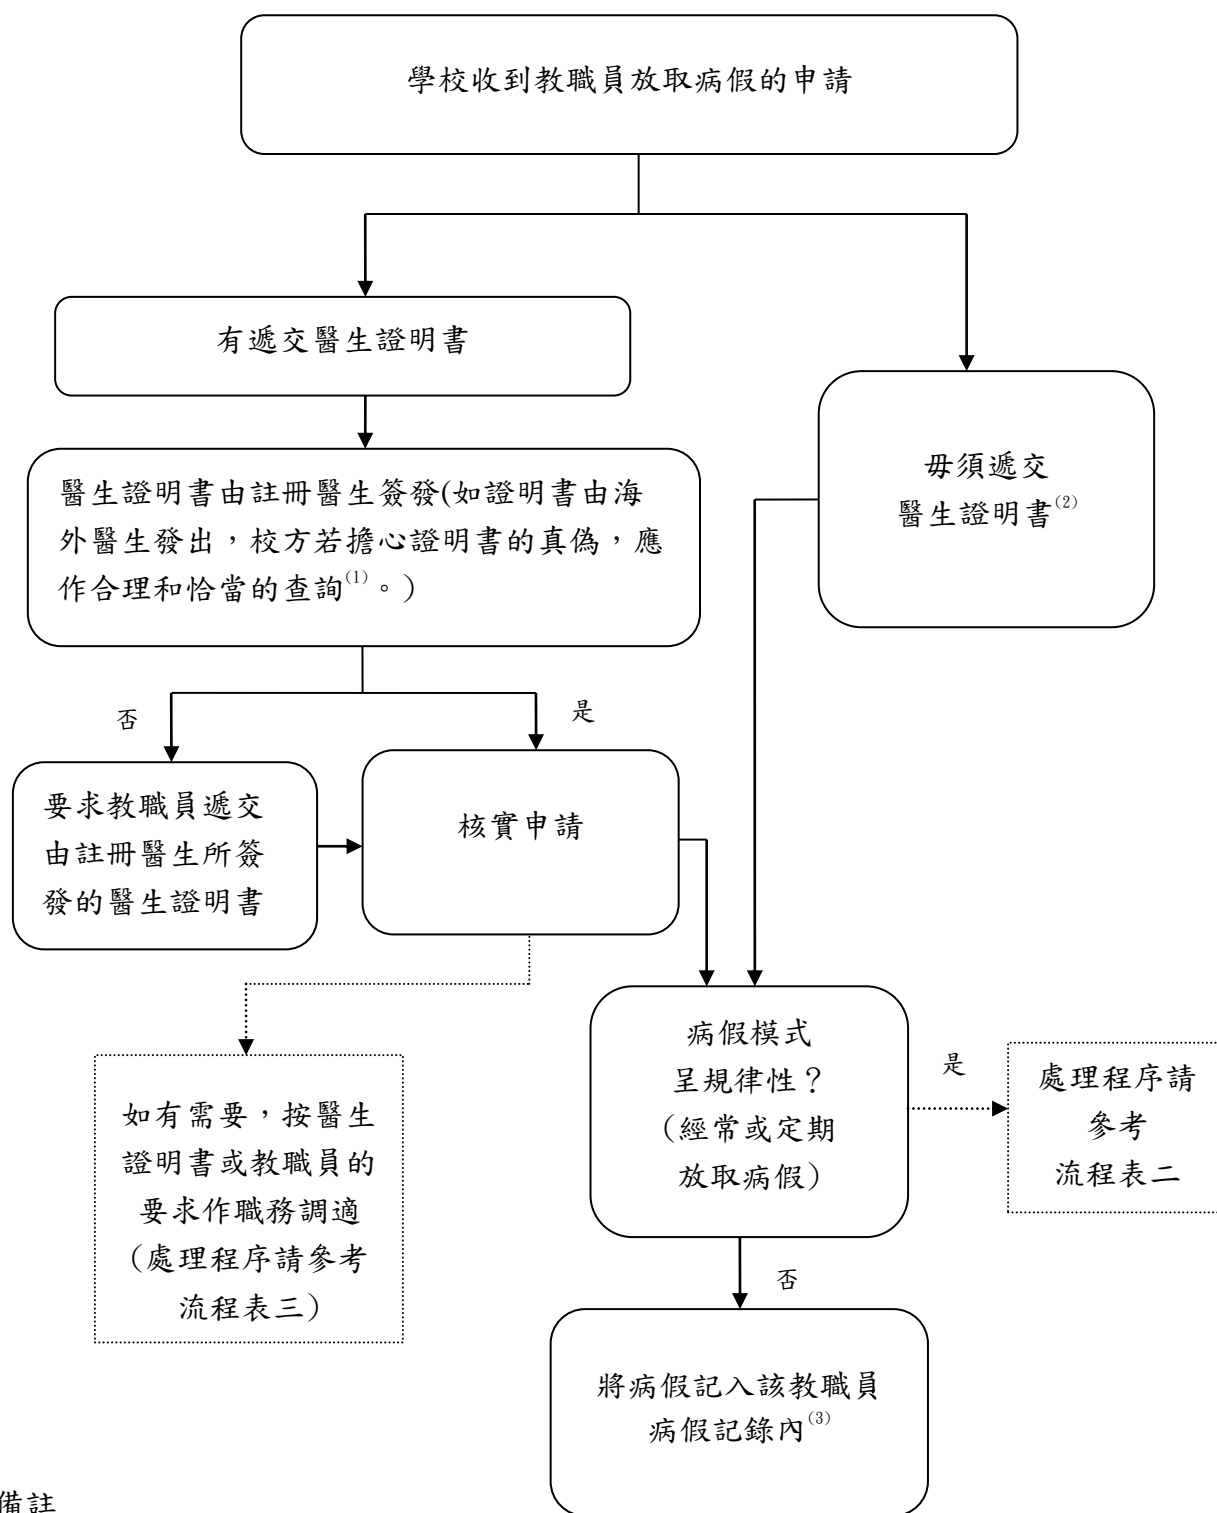 學校收到教職員放取病假的申請
有遞交醫生證明書
毋須遞交
醫生證明書(2)
醫生證明書由註冊醫生簽發(如證明書由海
外醫生發出，校方若擔心證明書的真偽，應
作合理和恰當的查詢(1)。)
否
是
要求教職員遞交
由註冊醫生所簽
發的醫生證明書
核實申請
病假模式
呈規律性？
(經常或定期
放取病假)
是
處理程序請
參考
流程表二
如有需要，按醫生
證明書或教職員的
要求作職務調適
(處理程序請參考
流程表三)
否
將病假記入該教職員
病假記錄內(3)
備註